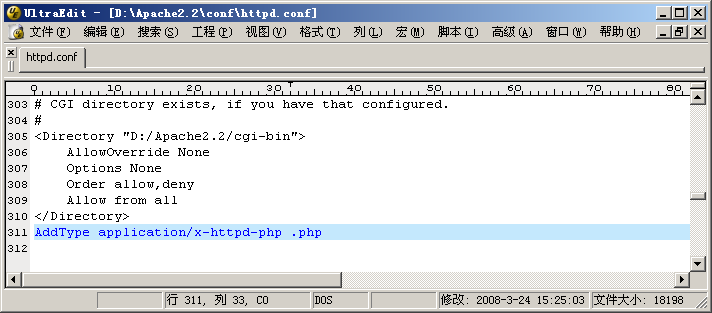 UltraEdit - [D:\Apache2.2\conf\httpd.conf]
文件(F) 编辑(E) 搜索(S) 工程(P) 视图(V) 格式(T) 列(L) 宏(M) 脚本(I) 高级(A) 窗口(W) 帮助(H)
httpd.conf
0 10 20 30 40 50 60 70 80
303 # CGI directory exists, if you have that configured.
304 #
305 <Directory "D:/Apache2.2/cgi-bin">
306 AllowOverride None
307 Options None
308 Order allow,deny
309 Allow from all
310 </Directory>
311 AddType application/x-httpd-php .php
312
行 311, 列 33, C0 DOS 修改: 2008-3-24 15:25:03 文件大小: 18198